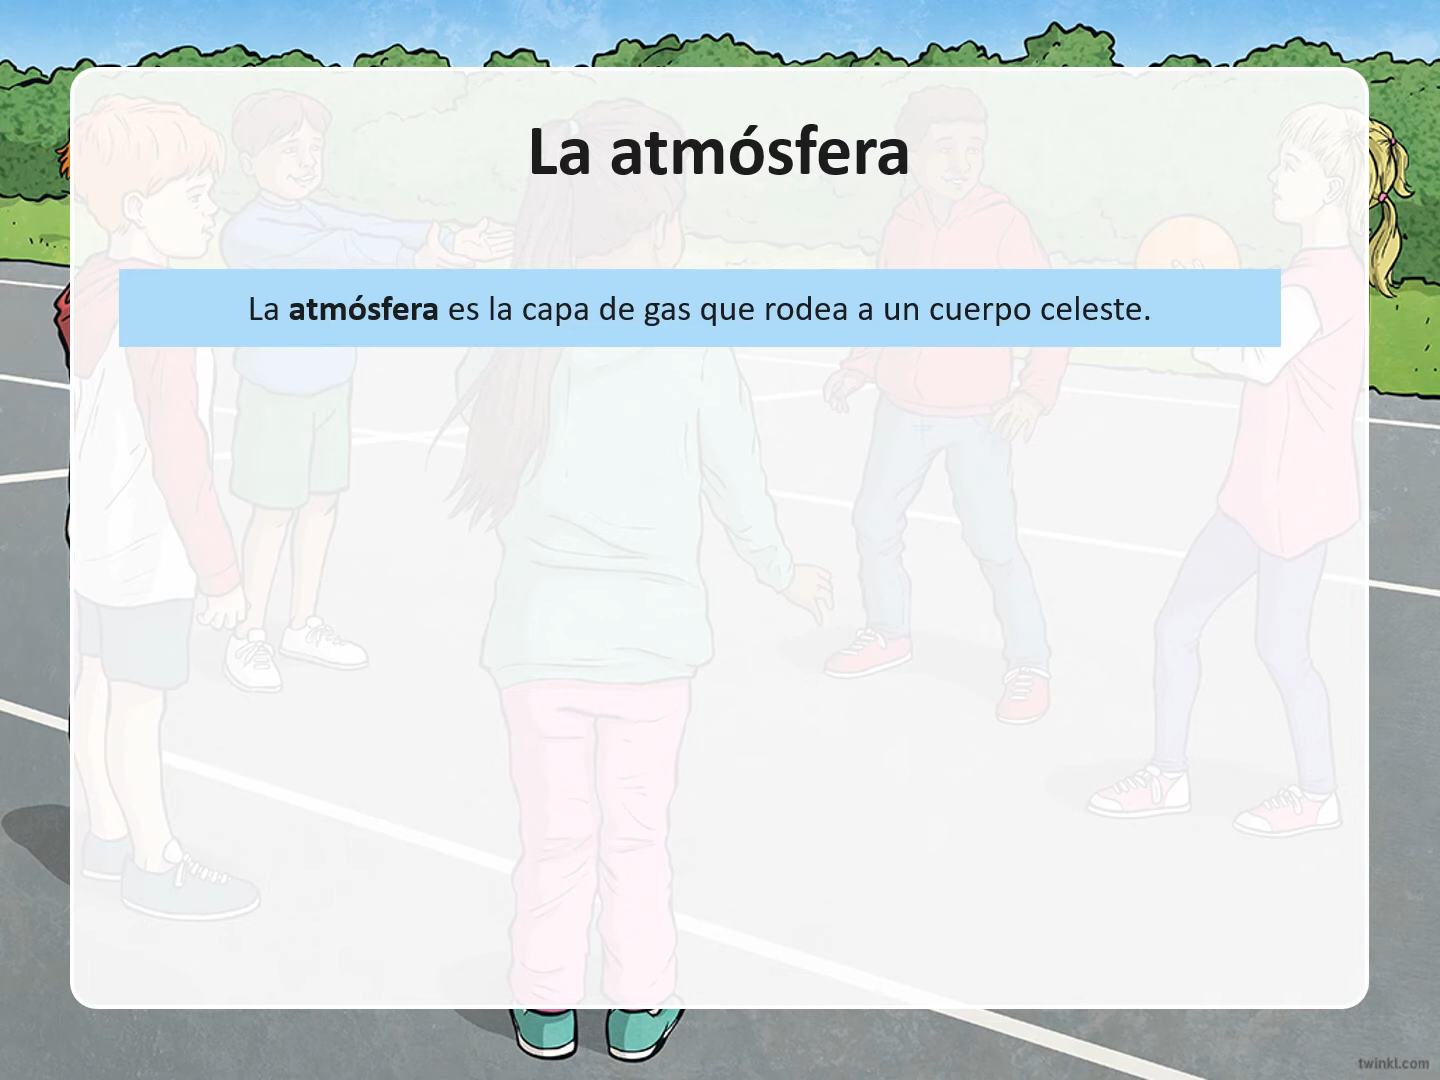 La atmósfera
La atmósfera es la capa de gas que rodea a un cuerpo celeste.
twinkl.com